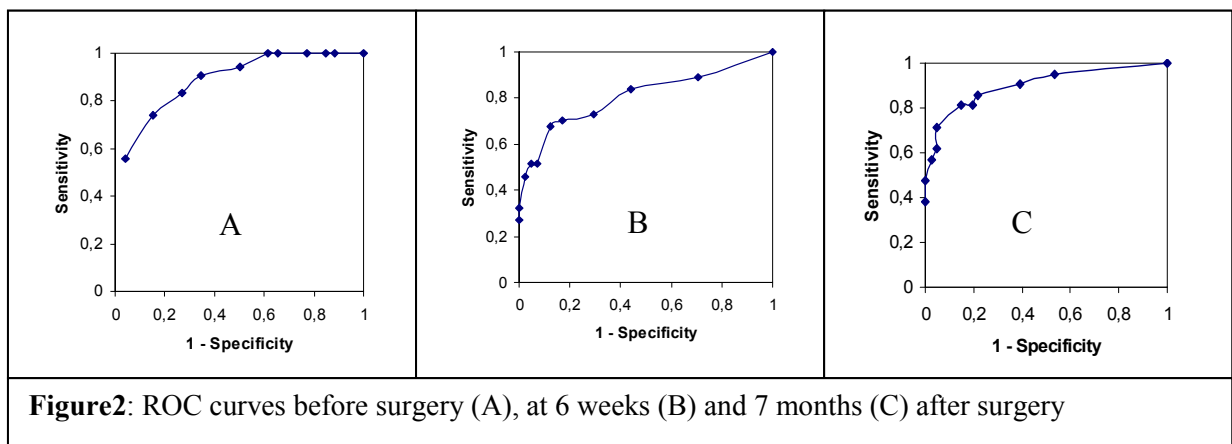 1
0,8
0,6
0,4
0,2
0
Sensitivity
A
0 0,2 0,4 0,6 0,8 1
1 - Specificity
1
0,8
0,6
0,4
0,2
0
Sensitivity
B
0 0,2 0,4 0,6 0,8 1
1 - Specificity
1
0,8
0,6
0,4
0,2
0
Sensitivity
C
0 0,2 0,4 0,6 0,8 1
1 - Specificity
Figure2: ROC curves before surgery (A), at 6 weeks (B) and 7 months (C) after surgery